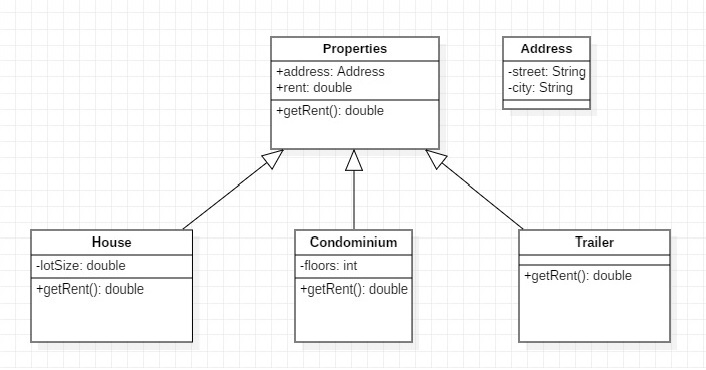 Properties
+address: Address
+rent: double
+getRent(): double
Address
-street: String
-city: String
House
-lotSize: double
+getRent(): double
Condominium
-floors: int
+getRent(): double
Trailer
+getRent(): double